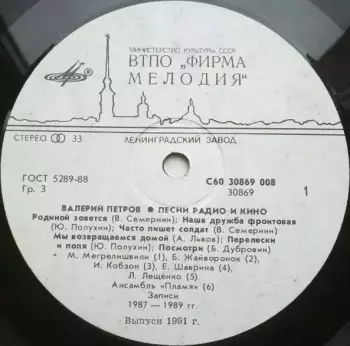 МИНИСТЕРСТВО КУЛЬТУРЫ СССР
ВТПО „ФИРМА
МЕЛОДИЯ“
СТЕРЕО 33
ЛЕНИНГРАДСКИЙ ЗАВОД
ГОСТ 5289-88
Гр. 3
С60 30869 008
30869
1
ВАЛЕРИЙ ПЕТРОВ ● ПЕСНИ РАДИО И КИНО
Родиной зовется (В. Семернин); Наша дружба фронтовая
(Ю. Полухин); Часто пишет солдат (В. Семернин)
Мы возвращаемся домой (А. Львов); Перелески
и поля (Ю. Полухин); Посмотри (Б. Дубровин)
М. Мегрелишвили (1); Б. Жайворонок (2);
И. Кобзон (3); Е. Шаврина (4);
Л. Лещенко (5);
Ансамбль «Пламя» (6);
Записи
1987 — 1989 гг.
Выпуск 1991 г.